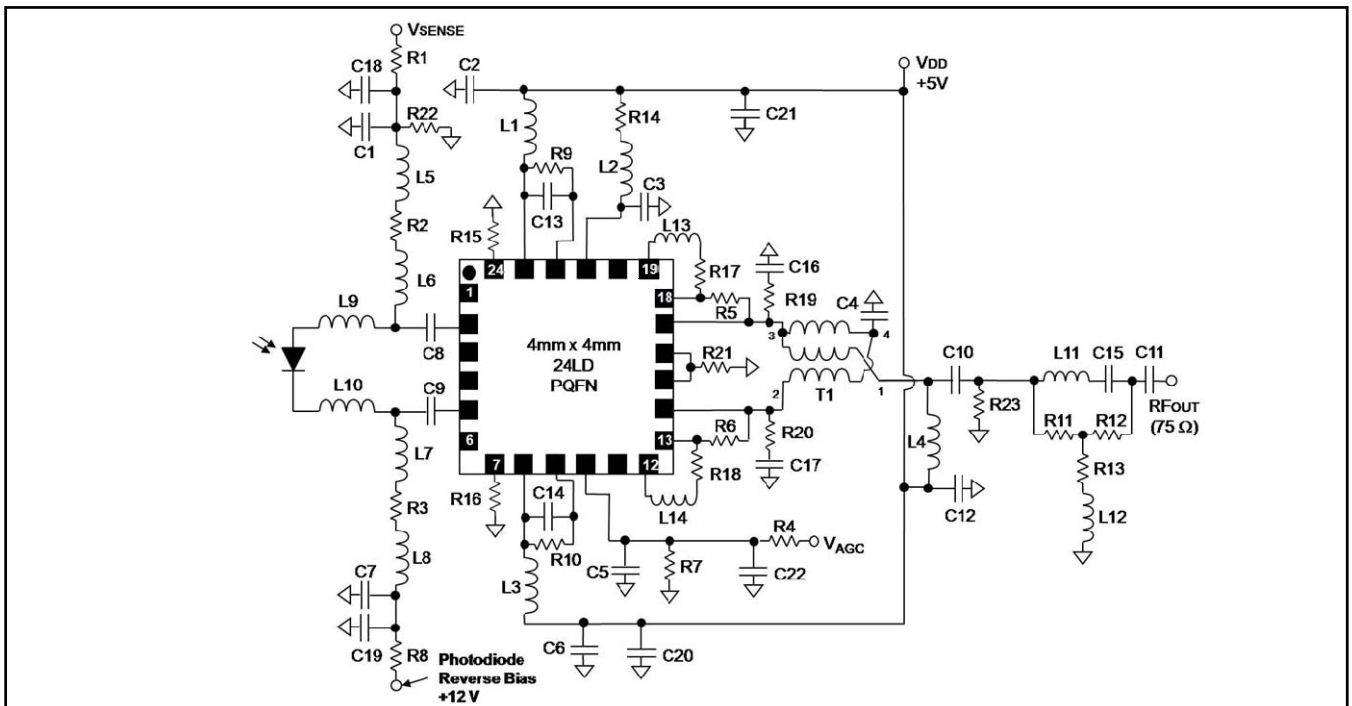 VSENSE
R1
C18
C2
VDD
+5V
R22
C1
L1
R14
C21
L5
R9
L2
C3
R2
C13
R15
L13
L6
24
19
R17
C16
1
18
R5
R19
C4
L9
C8
3
4
4mm x 4mm
24LD
PQFN
R21
C10
L11
C15
C11
L10
C9
2
T1
1
RFOUT
(75 Ω)
R23
R11
R12
6
13
R6
R20
L4
L7
7
12
R18
C17
R13
R16
C14
L14
C12
L12
R3
R10
R4
VAGC
L8
L3
C5
R7
C22
C7
C6
C20
C19
R8
Photodiode
Reverse Bias
+12 V